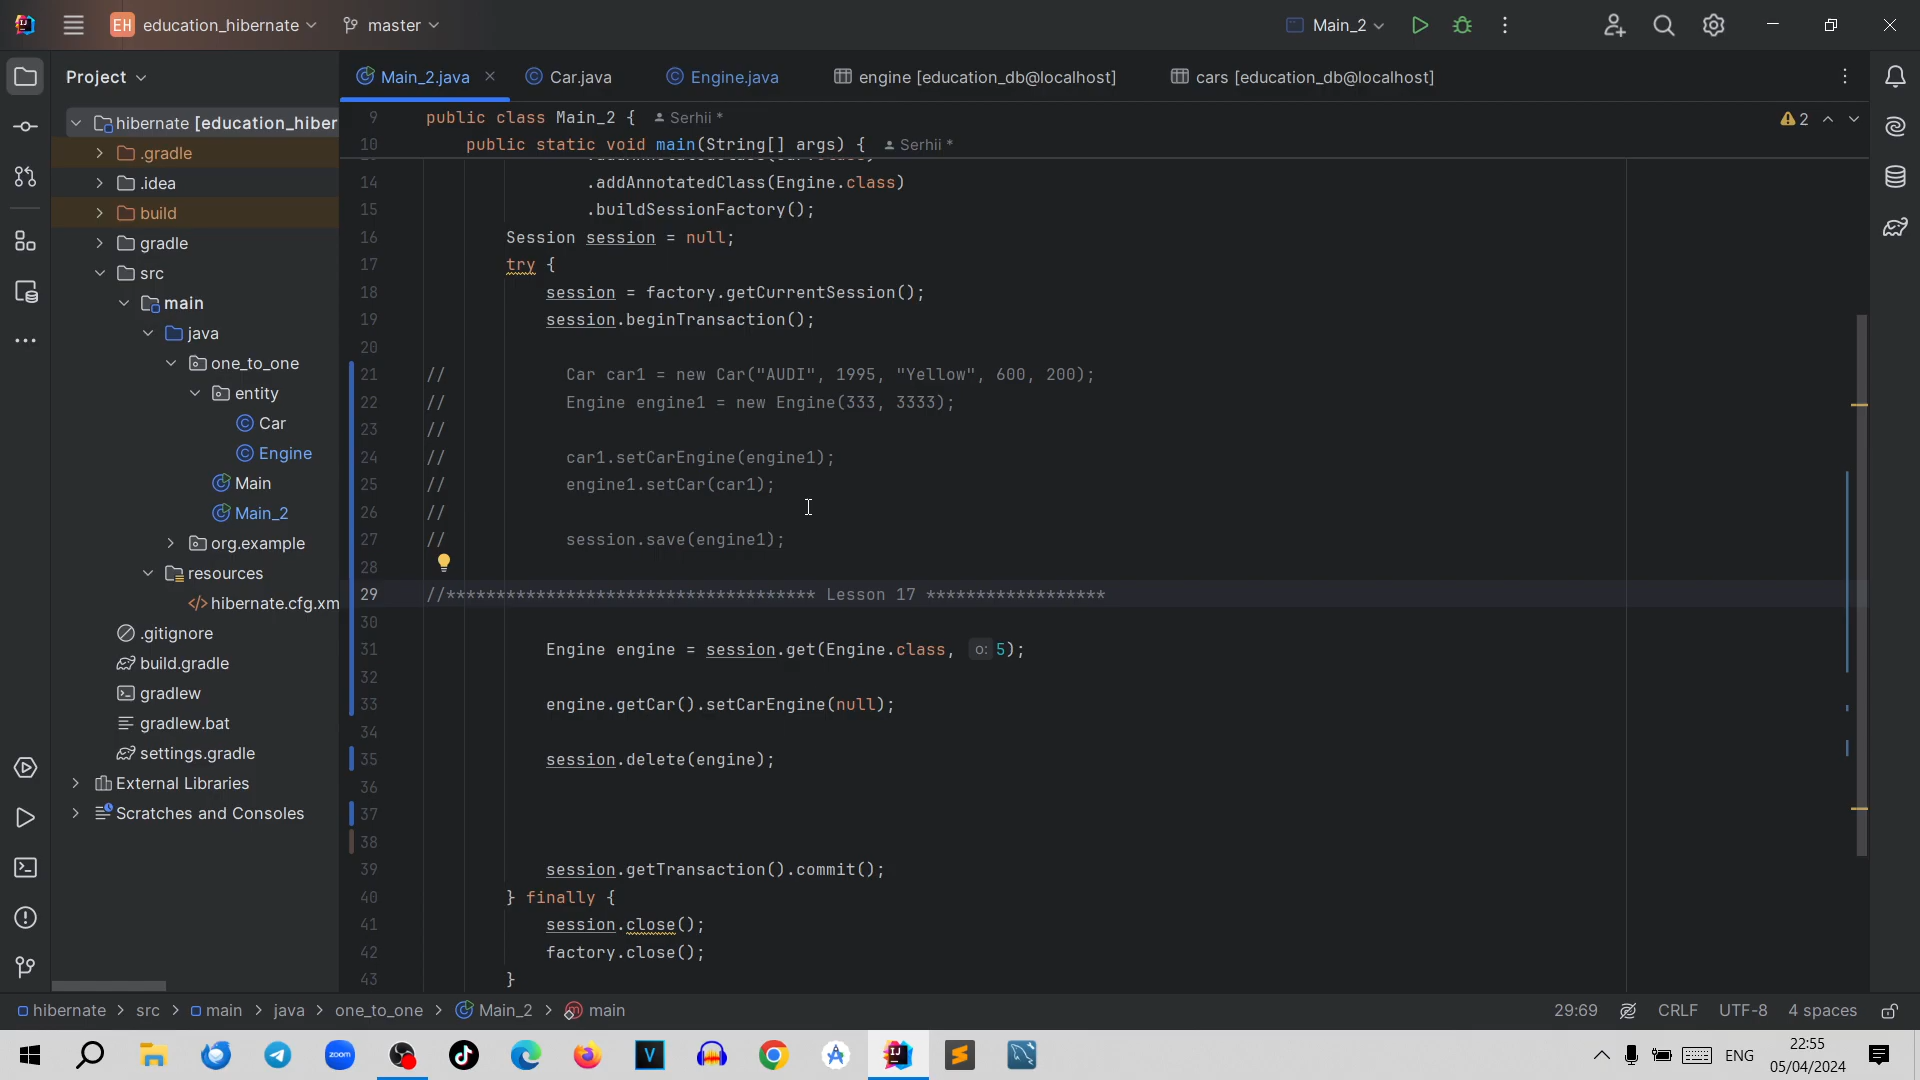 EH education_hibernate master Main_2
Project Main_2.java Car.java Engine.java engine [education_db@localhost] cars [education_db@localhost]
hibernate [education_hiber
.gradle
.idea
build
gradle
src
main
java
one_to_one
entity
Car
Engine
Main
Main_2
org.example
resources
hibernate.cfg.xm
.gitignore
build.gradle
gradlew
gradlew.bat
settings.gradle
External Libraries
Scratches and Consoles
9 public class Main_2 { Serhii *
10 public static void main(String[] args) { Serhii *
2
14 .addAnnotatedClass(Engine.class)
15 .buildSessionFactory();
16 Session session = null;
17 try {
18 session = factory.getCurrentSession();
19 session.beginTransaction();
20
21 // Car car1 = new Car("AUDI", 1995, "Yellow", 600, 200);
22 // Engine engine1 = new Engine(333, 3333);
23 //
24 // car1.setCarEngine(engine1);
25 // engine1.setCar(car1);
26 //
27 // session.save(engine1);
28
29 //************************************* Lesson 17 ******************
30
31 Engine engine = session.get(Engine.class, o: 5);
32
33 engine.getCar().setCarEngine(null);
34
35 session.delete(engine);
36
37
38
39 session.getTransaction().commit();
40 } finally {
41 session.close();
42 factory.close();
43 }
hibernate > src > main > java > one_to_one > Main_2 > main 29:69 CRLF UTF-8 4 spaces
zoom V ENG 22:55
05/04/2024